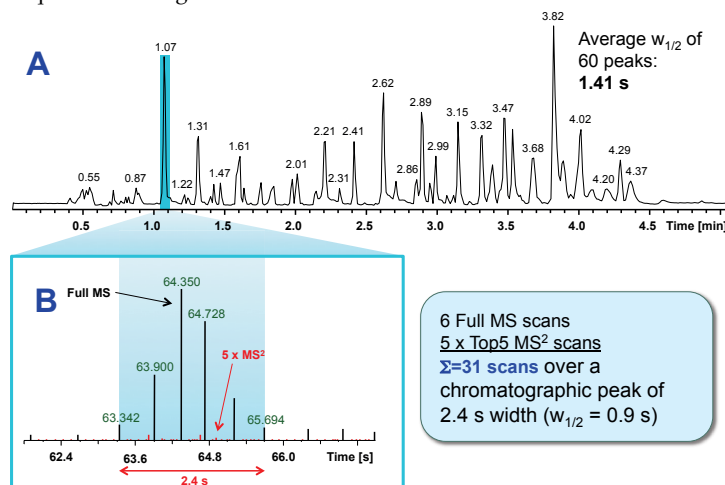 A
Average w1/2 of
60 peaks:
1.41 s
0.55
0.87
1.07
1.22
1.31
1.47
1.61
2.01
2.21
2.31
2.41
2.62
2.86
2.89
2.99
3.15
3.32
3.47
3.68
3.82
4.02
4.20
4.29
4.37
0.5 1.0 1.5 2.0 2.5 3.0 3.5 4.0 4.5 Time [min]
B
Full MS
64.350
64.728
63.900
5 x MS²
63.342
65.694
62.4 63.6 64.8 66.0 Time [s]
2.4 s
6 Full MS scans
5 x Top5 MS² scans
Σ=31 scans over a
chromatographic peak of
2.4 s width (w1/2 = 0.9 s)